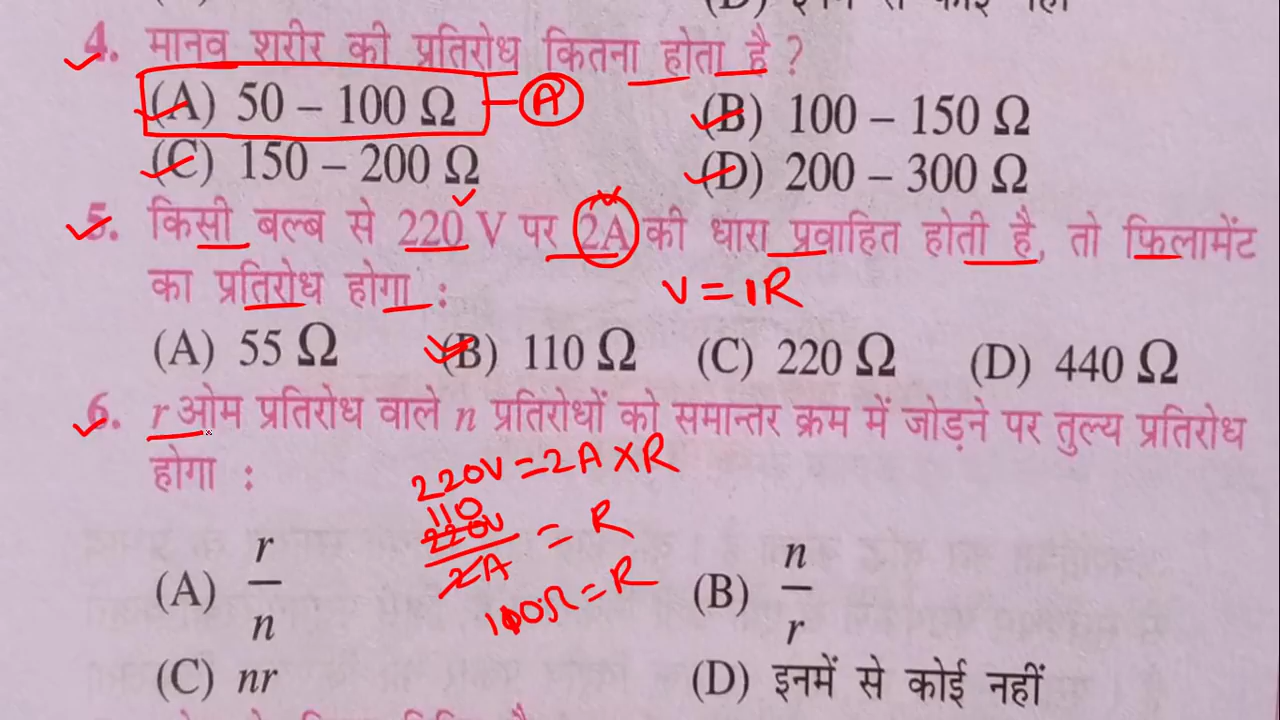 4. मानव शरीर की प्रतिरोध कितना होता है ?
(A) 50 – 100 Ω A (B) 100 – 150 Ω
(C) 150 – 200 Ω (D) 200 – 300 Ω
5. किसी बल्ब से 220 V पर 2A की धारा प्रवाहित होती है, तो फिलामेंट
का प्रतिरोध होगा : V = IR
(A) 55 Ω (B) 110 Ω (C) 220 Ω (D) 440 Ω
6. r ओम प्रतिरोध वाले n प्रतिरोधों को समान्तर क्रम में जोड़ने पर तुल्य प्रतिरोध
होगा :
220V = 2A × R
110
220V
= R
2A
(A) r/n (B) n/r
(C) nr (D) इनमें से कोई नहीं